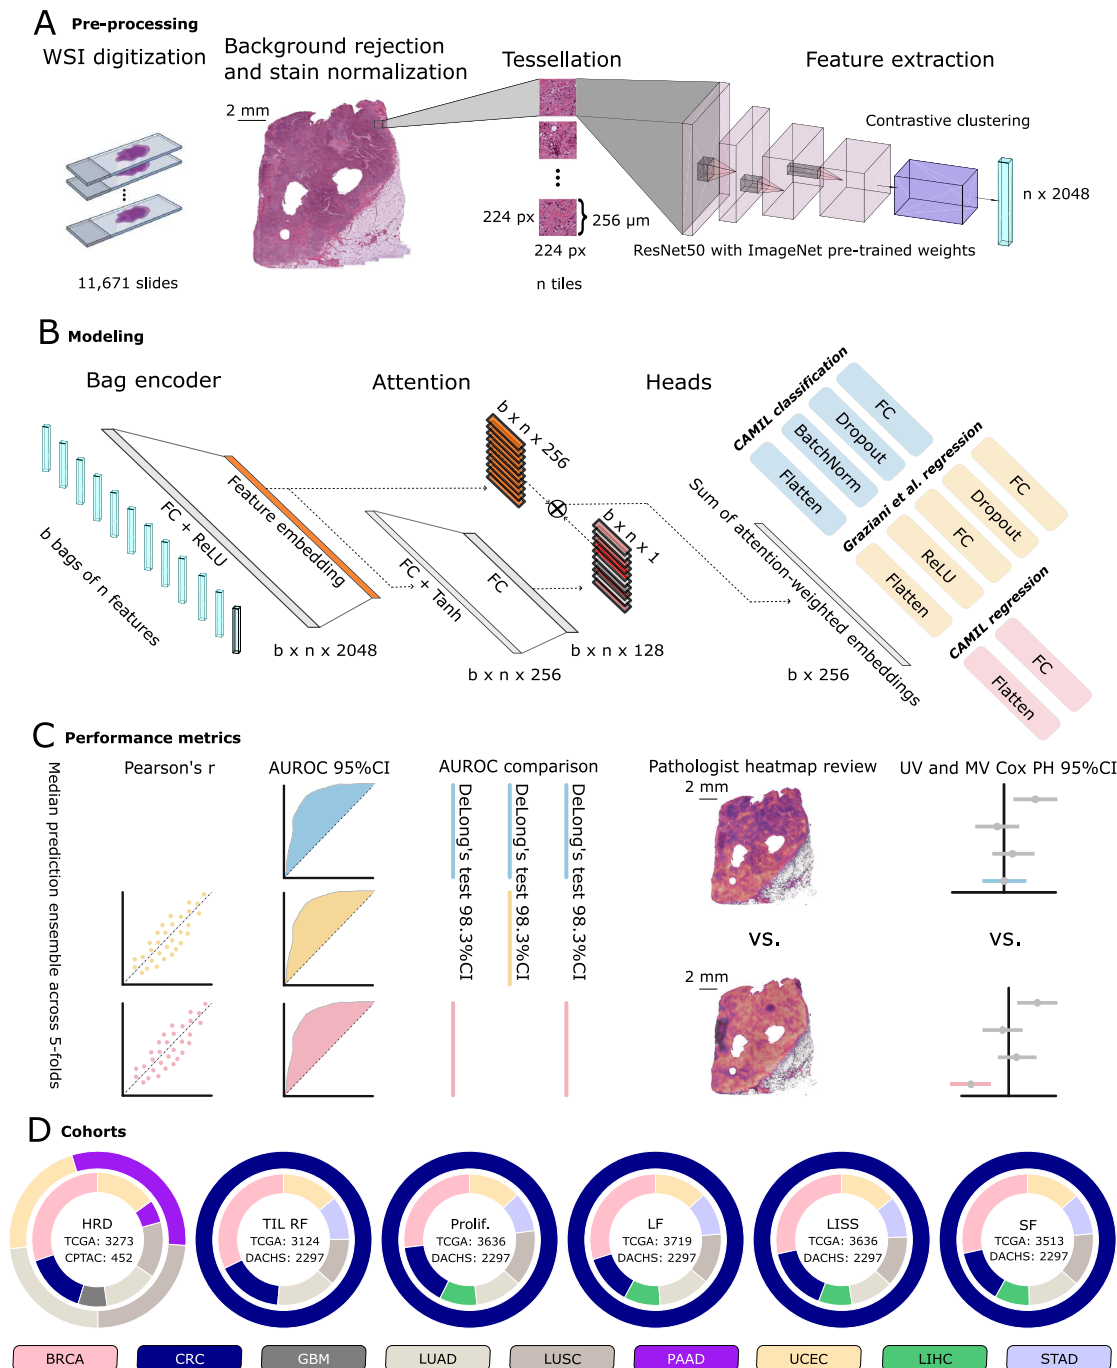 A Pre-processing
WSI digitization
Background rejection
and stain normalization
Tessellation
Feature extraction
2 mm
Contrastive clustering
n x 2048
224 px
256 µm
224 px
ResNet50 with ImageNet pre-trained weights
11,671 slides
n tiles
B Modeling
Bag encoder
Attention
Heads
b bags of n features
FC + ReLU
Feature embedding
b x n x 2048
b x n x 256
FC + Tanh
FC
b x n x 256
b x n x 128
b x n x 1
Sum of attention-weighted embeddings
b x 256
CAMIL classification
Flatten
BatchNorm
Dropout
FC
Graziani et al. regression
Flatten
ReLU
FC
Dropout
FC
CAMIL regression
Flatten
FC
C Performance metrics
Median prediction ensemble across 5-folds
Pearson's r
AUROC 95%CI
AUROC comparison
Pathologist heatmap review
UV and MV Cox PH 95%CI
DeLong's test 98.3%CI
DeLong's test 98.3%CI
DeLong's test 98.3%CI
2 mm
vs.
2 mm
vs.
D Cohorts
HRD
TCGA: 3273
CPTAC: 452
TIL RF
TCGA: 3124
DACHS: 2297
Prolif.
TCGA: 3636
DACHS: 2297
LF
TCGA: 3719
DACHS: 2297
LISS
TCGA: 3636
DACHS: 2297
SF
TCGA: 3513
DACHS: 2297
BRCA
CRC
GBM
LUAD
LUSC
PAAD
UCEC
LIHC
STAD